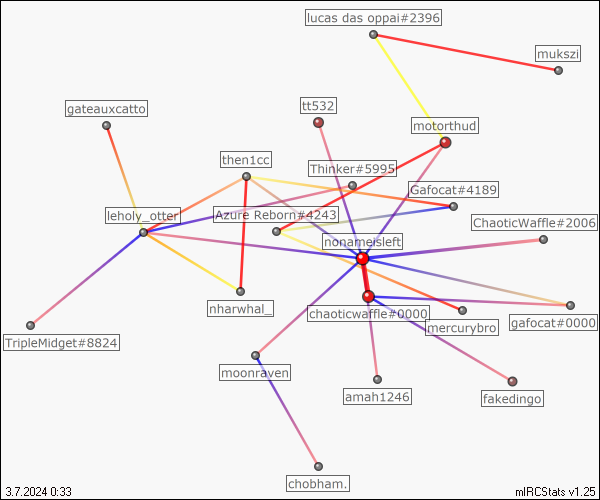 lucas das oppai#2396
mukszi
gateauxcatto
tt532
motorthud
then1cc
Thinker#5995
Gafocat#4189
leholy_otter
Azure Reborn#4243
ChaoticWaffle#2006
nonameisleft
nharwhal_
chaoticwaffle#0000
mercurybro
gafocat#0000
TripleMidget#8824
moonraven
amah1246
fakedingo
chobham.
3.7.2024 0:33
mIRCStats v1.25